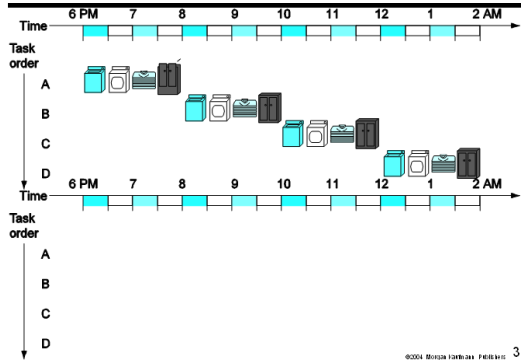 6 PM 7 8 9 10 11 12 1 2 AM
Time
Task
order
A
B
C
D
6 PM 7 8 9 10 11 12 1 2 AM
Time
Task
order
A
B
C
D
©2004 Morgan Kaufmann Publishers 3